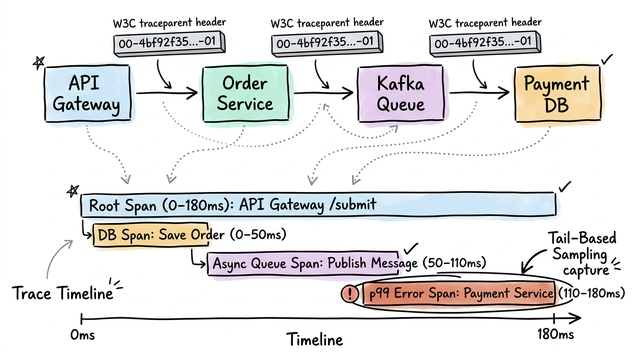 W3C traceparent header
W3C traceparent header
W3C traceparent header
00-4bf92f35...-01
00-4bf92f35...-01
00-4bf92f35...-01
API
Gateway
Order
Service
Kafka
Queue
Payment
DB
Root Span (0-180ms): API Gateway /submit
DB Span: Save Order (0-50ms)
Async Queue Span: Publish Message (50-110ms)
Tail-Based
Sampling
capture
Trace Timeline
! p99 Error Span: Payment Service (110-180ms)
0ms
Timeline
180ms